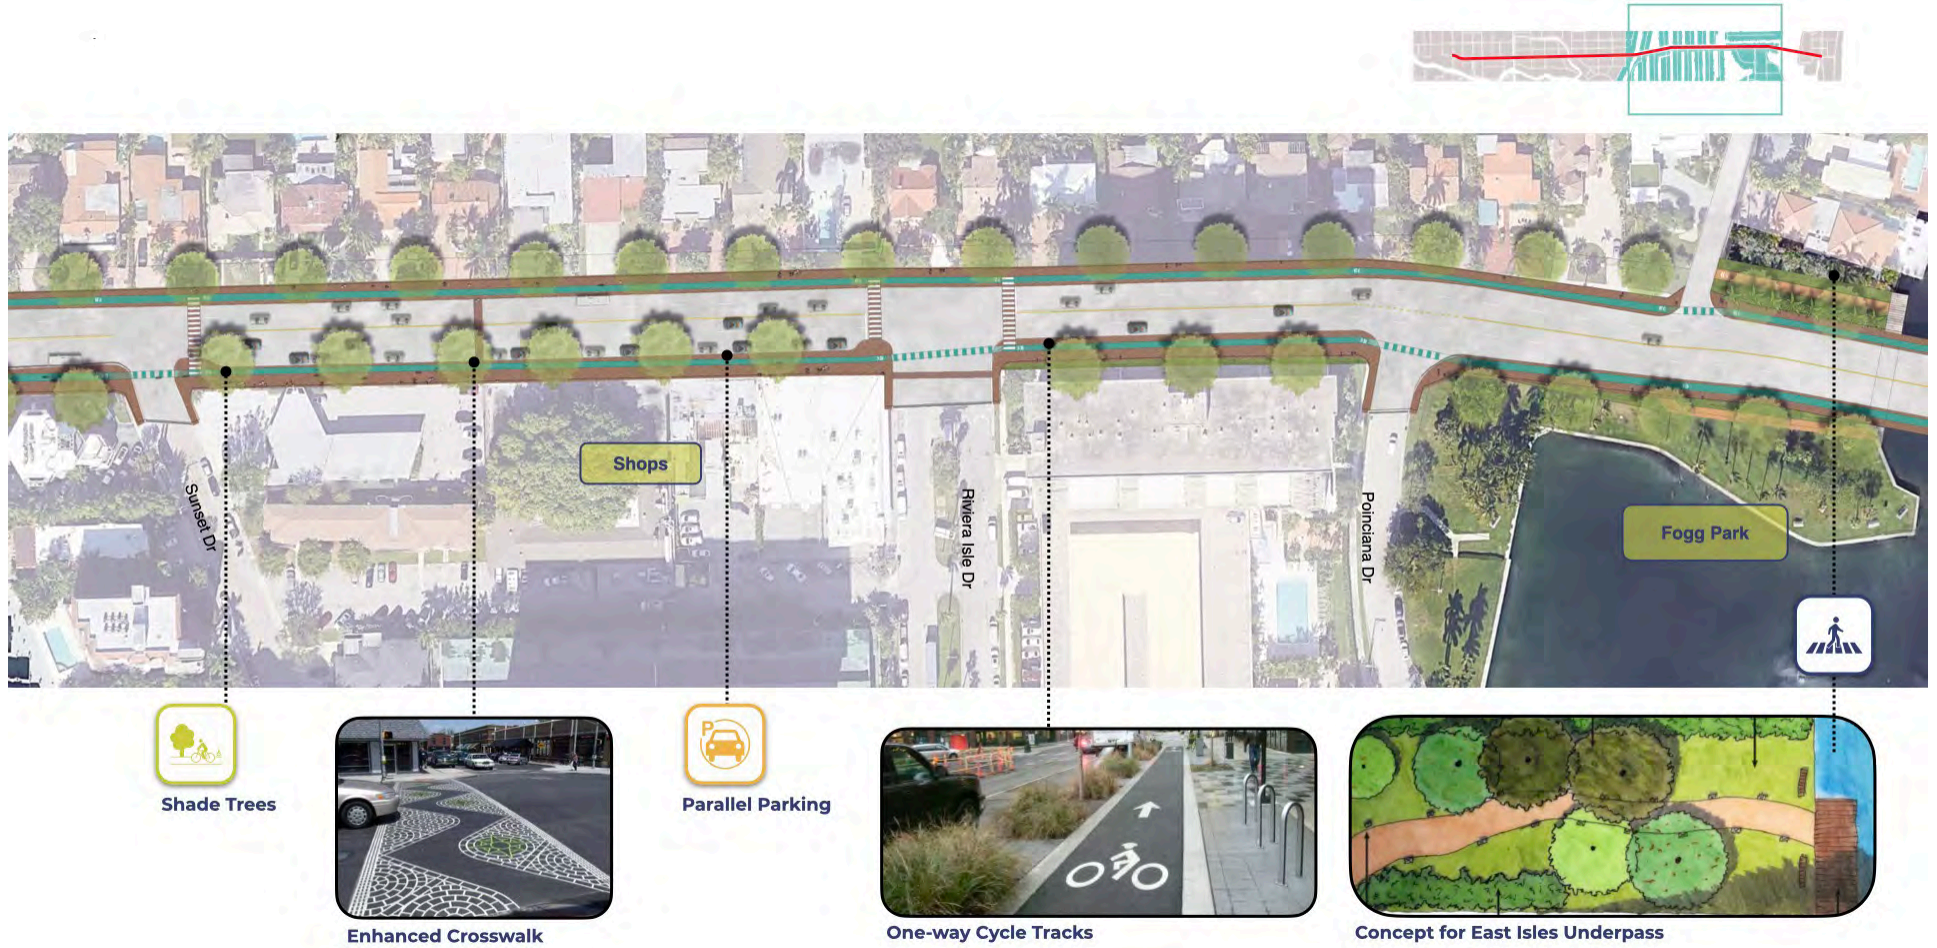 Shops
Fogg Park
Sunset Dr
Riviera Isle Dr
Poinciana Dr
P
Shade Trees
Parallel Parking
Enhanced Crosswalk
One-way Cycle Tracks
Concept for East Isles Underpass